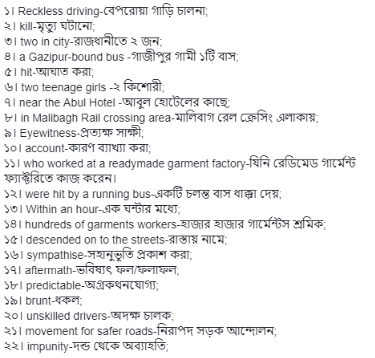 ১। Reckless driving-বেপরোয়া গাড়ি চালনা;
২। kill-মৃত্যু ঘটানো;
৩। two in city-রাজধানীতে ২ জন;
৪। a Gazipur-bound bus -গাজীপুর গামী ১টি বাস;
৫। hit-আঘাত করা;
৬। two teenage girls -২ কিশোরী;
৭। near the Abul Hotel -আবুল হোটেলের কাছে;
৮। in Malibagh Rail crossing area-মালিবাগ রেল ক্রেসিং এলাকায়;
৯। Eyewitness-প্রত্যক্ষ সাক্ষী;
১০। account-কারণ ব্যাখ্যা করা;
১১। who worked at a readymade garment factory-যিনি রেডিমেড গার্মেন্ট
ফ্যাক্টরিতে কাজ করেন।
১২। were hit by a running bus-একটি চলন্ত বাস ধাক্কা দেয়;
১৩। Within an hour-এক ঘন্টার মধ্যে;
১৪। hundreds of garments workers-হাজার হাজার গার্মেন্টস শ্রমিক;
১৫। descended on to the streets-রাস্তায় নামে;
১৬। sympathise-সহানুভূতি প্রকাশ করা;
১৭। aftermath-ভবিষ্যৎ ফল/ফলাফল;
১৮। predictable-অগ্রকথনযোগ্য;
১৯। brunt-ধকল;
২০। unskilled drivers-অদক্ষ চালক;
২১। movement for safer roads-নিরাপদ সড়ক আন্দোলন;
২২। impunity-দন্ড থেকে অব্যাহতি;